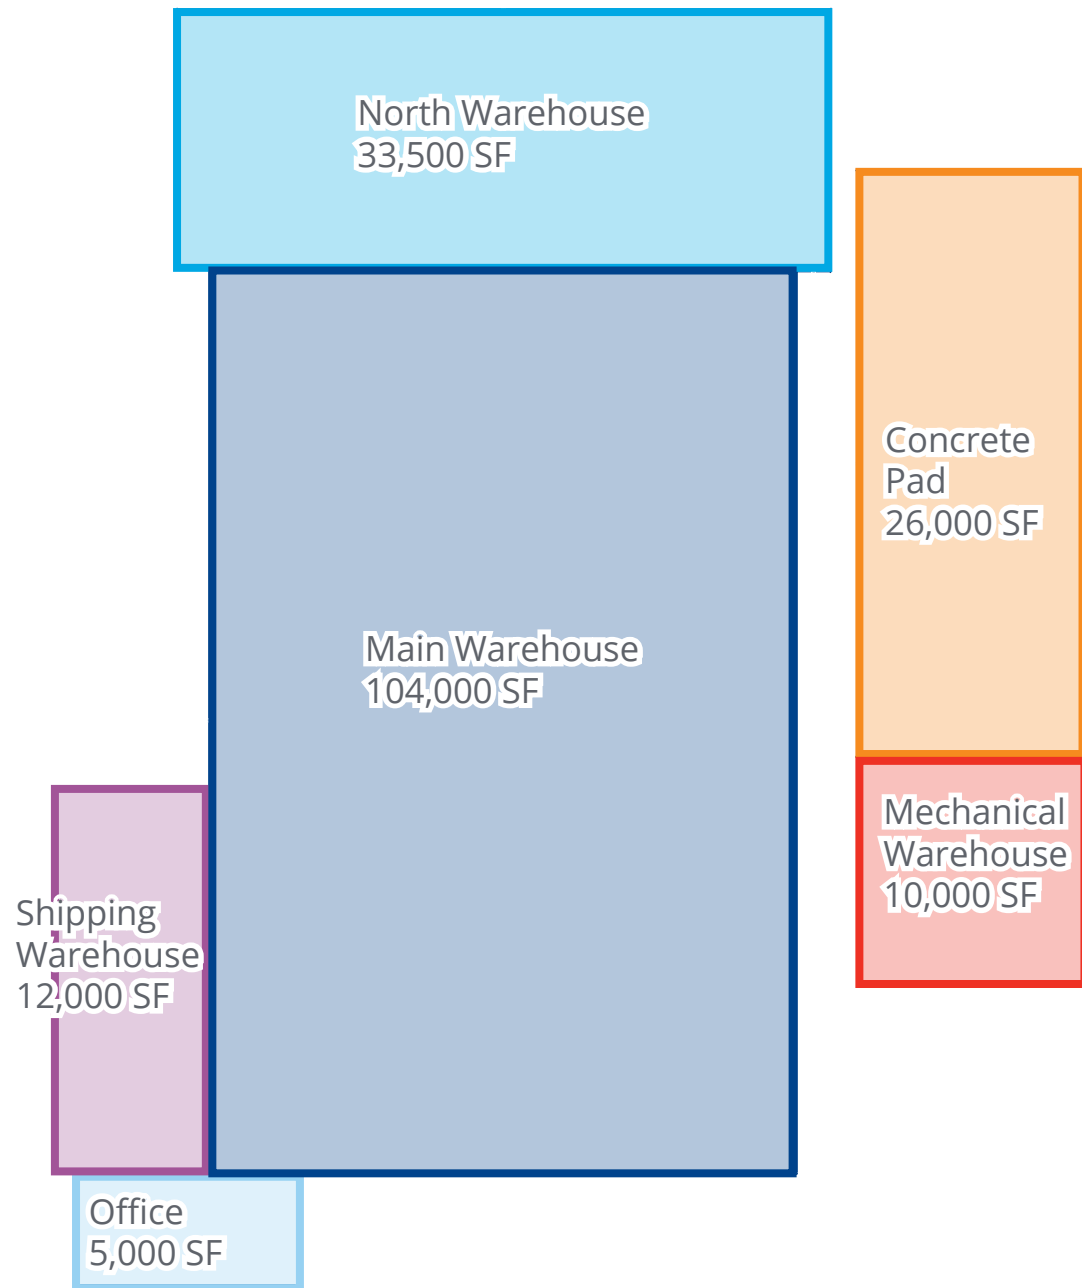 North Warehouse
33,500 SF
Concrete
Pad
26,000 SF
Main Warehouse
104,000 SF
Mechanical
Warehouse
10,000 SF
Shipping
Warehouse
12,000 SF
Office
5,000 SF